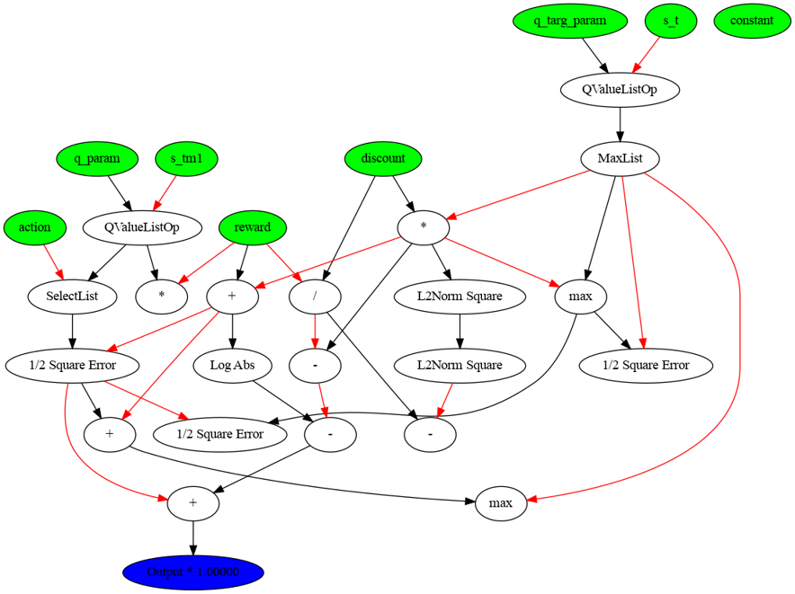 q_targ_param
s_t
constant
QValueListOp
q_param
s_tm1
discount
MaxList
action
QValueListOp
reward
*
SelectList
*
+
/
L2Norm Square
max
1/2 Square Error
Log Abs
-
L2Norm Square
1/2 Square Error
+
1/2 Square Error
-
-
+
max
Output * 1.00000